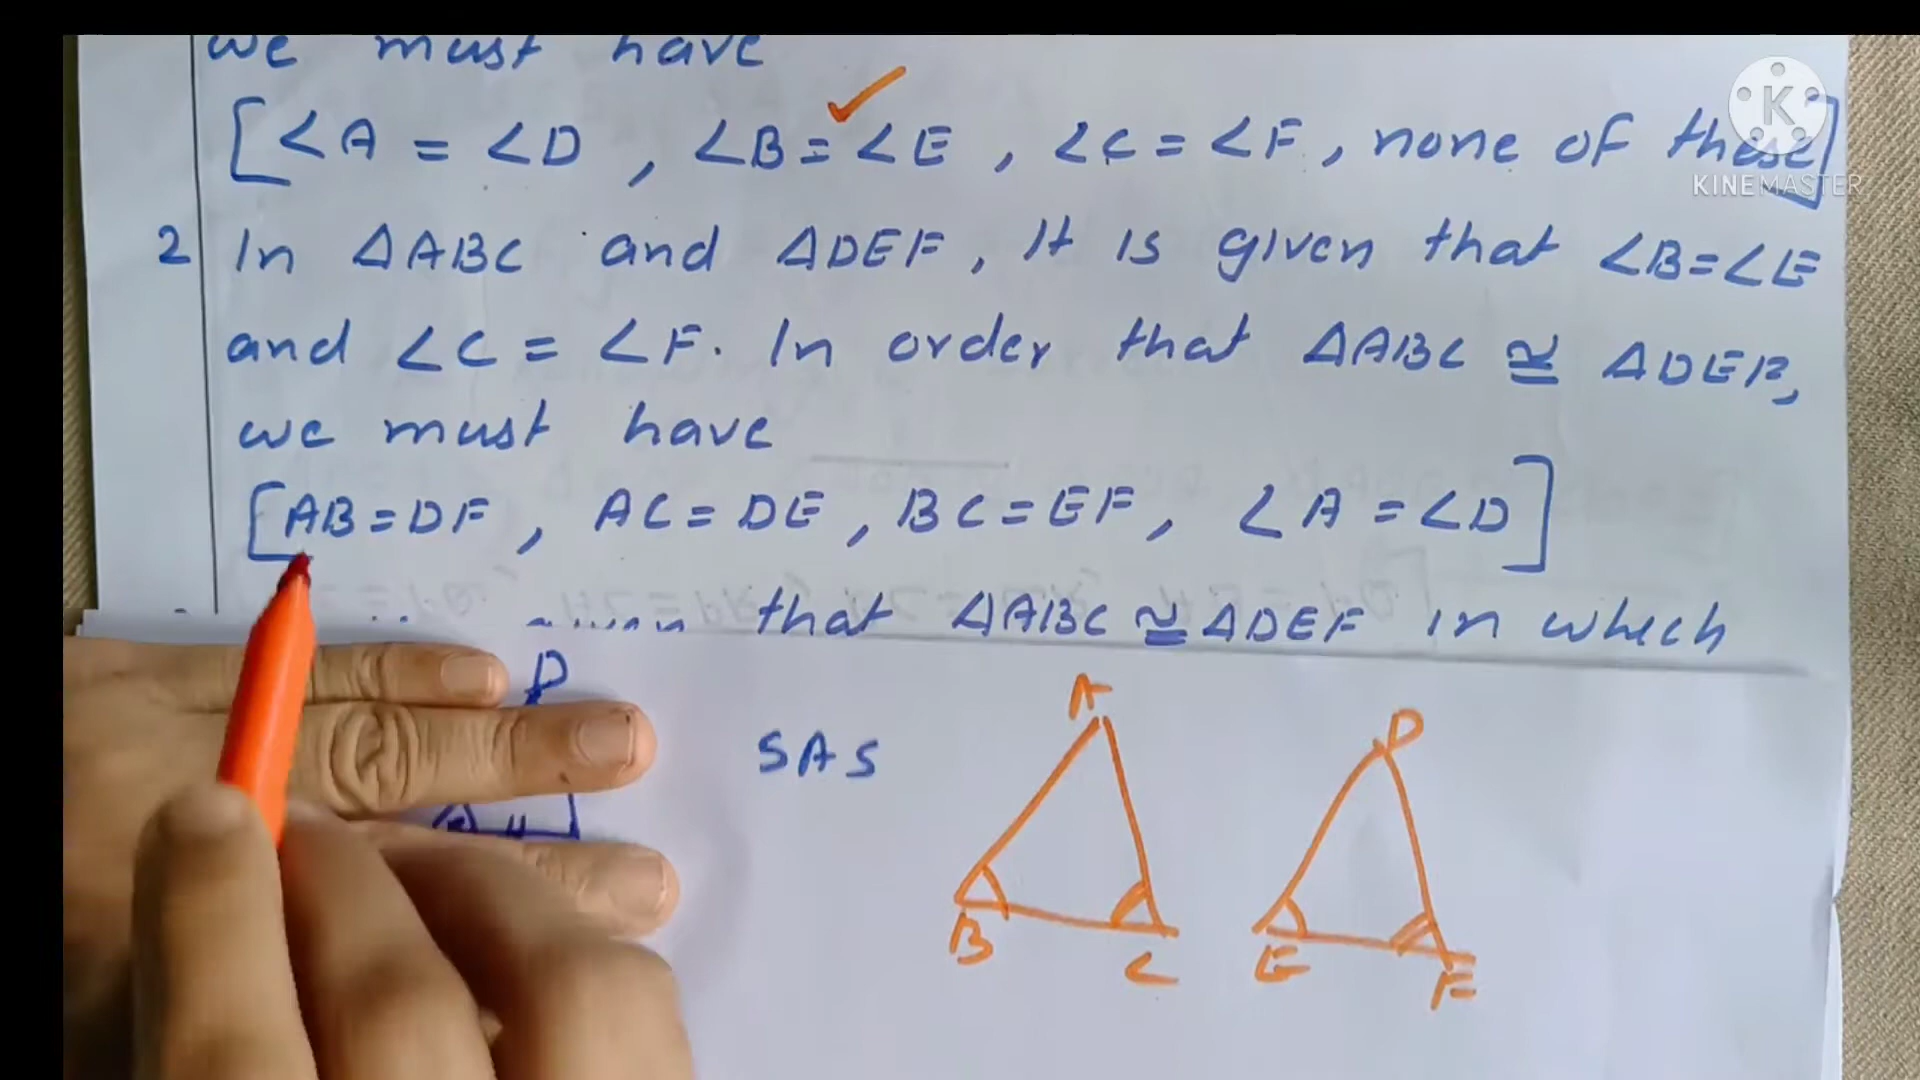 we must have
[∠A = ∠D , ∠B = ∠E , ∠C = ∠F , none of these]
K
KINEMASTER
2 In ΔABC and ΔDEF, It is given that ∠B=∠E
and ∠C = ∠F. In order that ΔABC ≅ ΔDEF,
we must have
[AB=DF, AC=DE, BC=EF, ∠A=∠D]
given that ΔABC ≅ ΔDEF in which
D
SAS
A
D
B
C
E
F